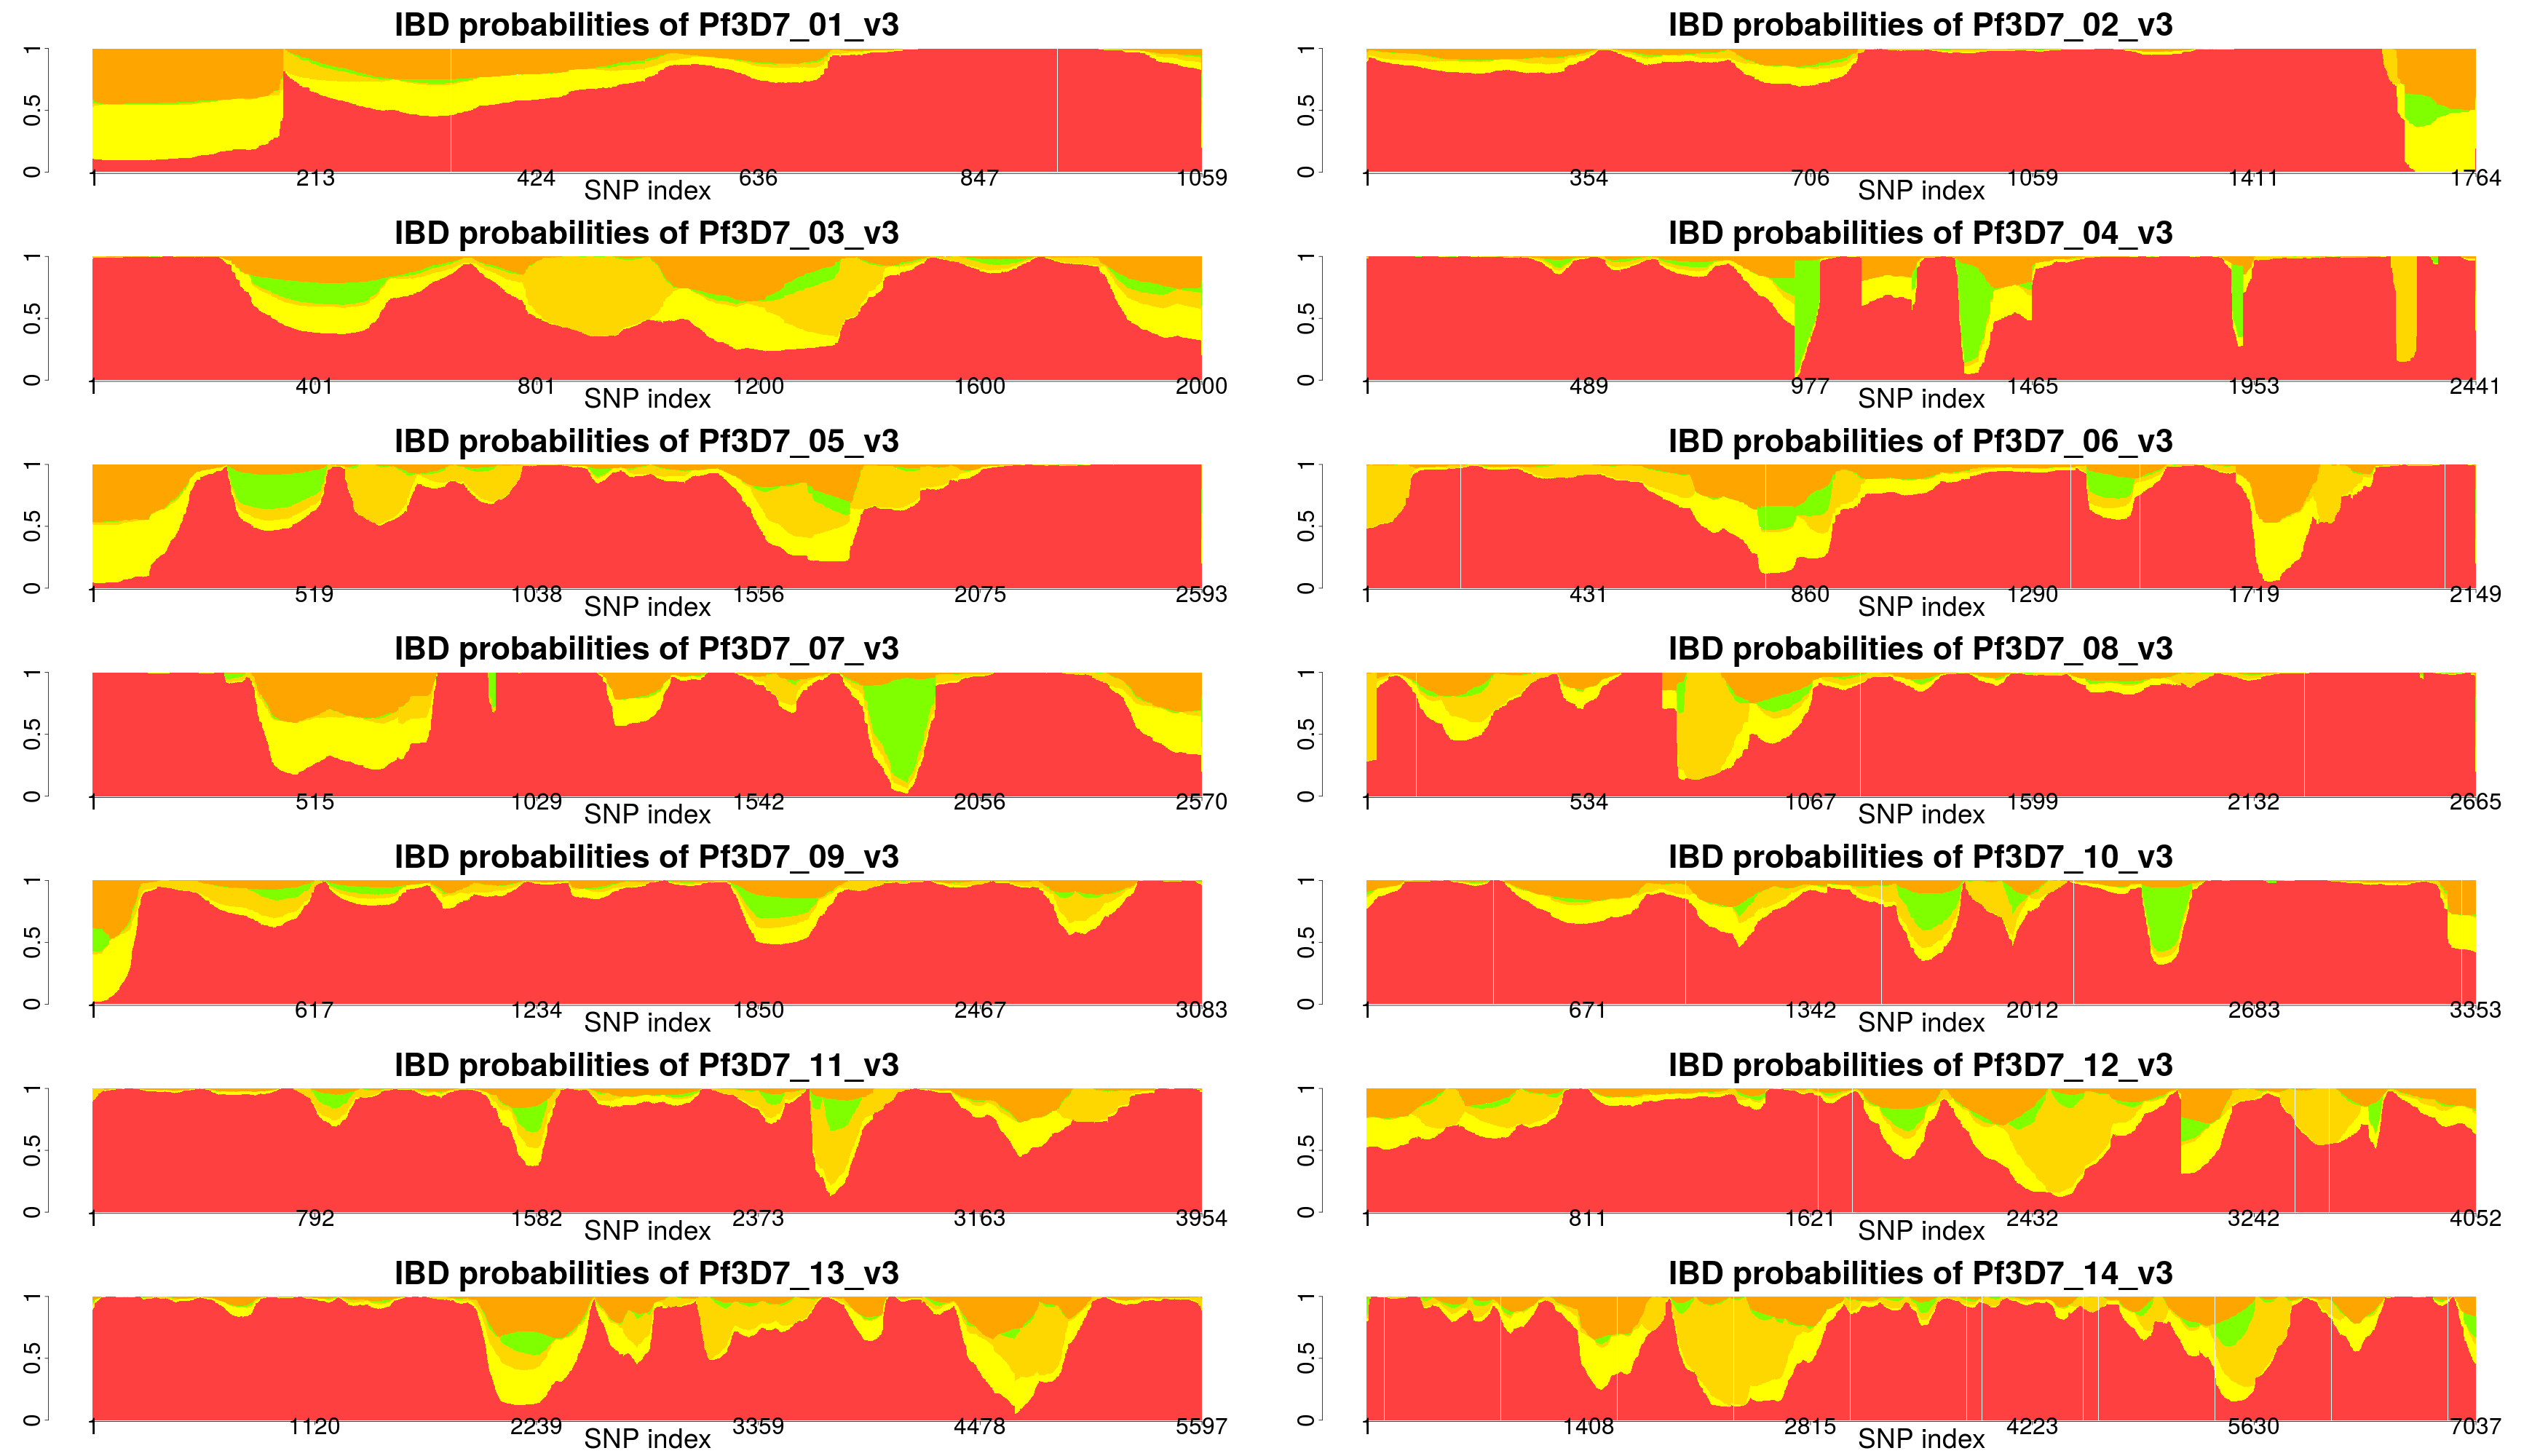 IBD probabilities of Pf3D7_01_v3
1
0.5
0
1 213 424 636 847 1059
SNP index
IBD probabilities of Pf3D7_02_v3
1
0.5
0
1 354 706 1059 1411 1764
SNP index
IBD probabilities of Pf3D7_03_v3
1
0.5
0
1 401 801 1200 1600 2000
SNP index
IBD probabilities of Pf3D7_04_v3
1
0.5
0
1 489 977 1465 1953 2441
SNP index
IBD probabilities of Pf3D7_05_v3
1
0.5
0
1 519 1038 1556 2075 2593
SNP index
IBD probabilities of Pf3D7_06_v3
1
0.5
0
1 431 860 1290 1719 2149
SNP index
IBD probabilities of Pf3D7_07_v3
1
0.5
0
1 515 1029 1542 2056 2570
SNP index
IBD probabilities of Pf3D7_08_v3
1
0.5
0
1 534 1067 1599 2132 2665
SNP index
IBD probabilities of Pf3D7_09_v3
1
0.5
0
1 617 1234 1850 2467 3083
SNP index
IBD probabilities of Pf3D7_10_v3
1
0.5
0
1 671 1342 2012 2683 3353
SNP index
IBD probabilities of Pf3D7_11_v3
1
0.5
0
1 792 1582 2373 3163 3954
SNP index
IBD probabilities of Pf3D7_12_v3
1
0.5
0
1 811 1621 2432 3242 4052
SNP index
IBD probabilities of Pf3D7_13_v3
1
0.5
0
1 1120 2239 3359 4478 5597
SNP index
IBD probabilities of Pf3D7_14_v3
1
0.5
0
1 1408 2815 4223 5630 7037
SNP index